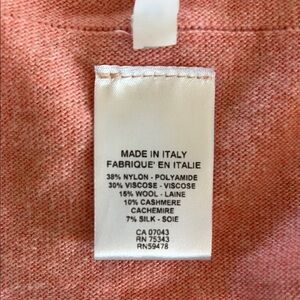 MADE IN ITALY
FABRIQUE' EN ITALIE
38% NYLON - POLYAMIDE
30% VISCOSE - VISCOSE
15% WOOL - LAINE
10% CASHMERE
CACHEMIRE
7% SILK - SOIE
CA 07043
RN 75343
RN59478